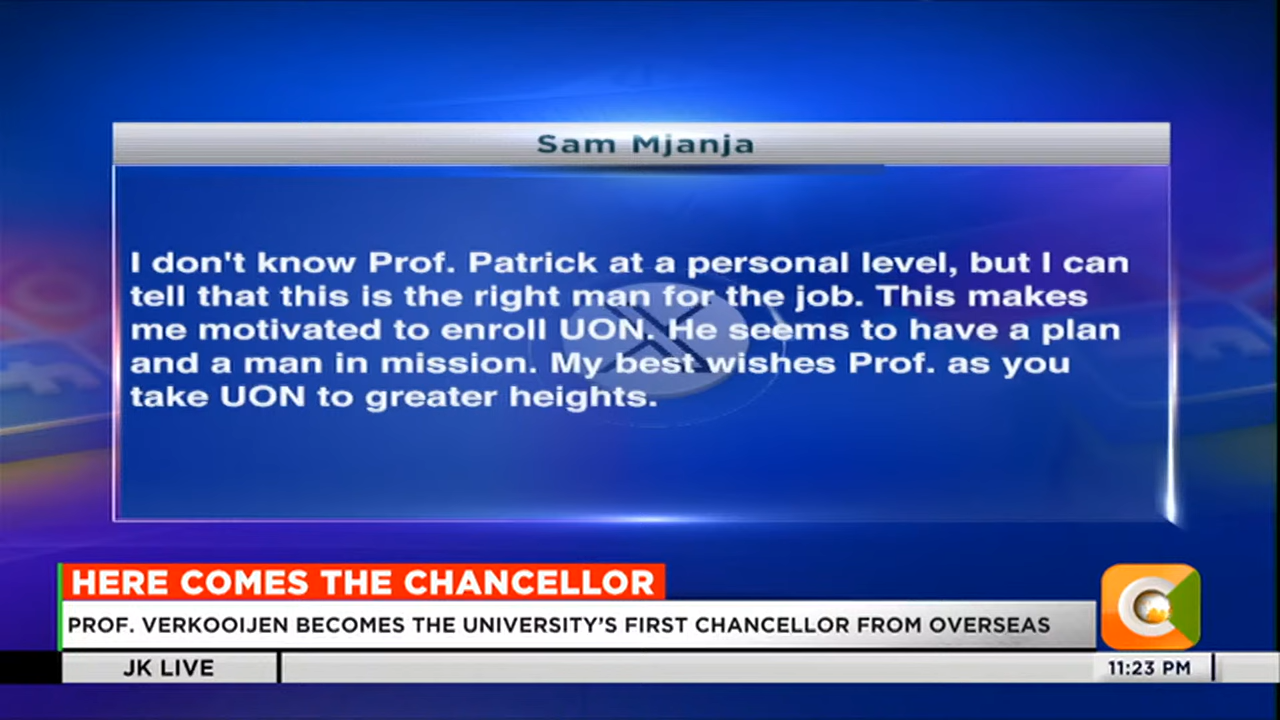 Sam Mjanja
I don't know Prof. Patrick at a personal level, but I can
tell that this is the right man for the job. This makes
me motivated to enroll UON. He seems to have a plan
and a man in mission. My best wishes Prof. as you
take UON to greater heights.
HERE COMES THE CHANCELLOR
PROF. VERKOOIJEN BECOMES THE UNIVERSITY'S FIRST CHANCELLOR FROM OVERSEAS
JK LIVE
11:23 PM